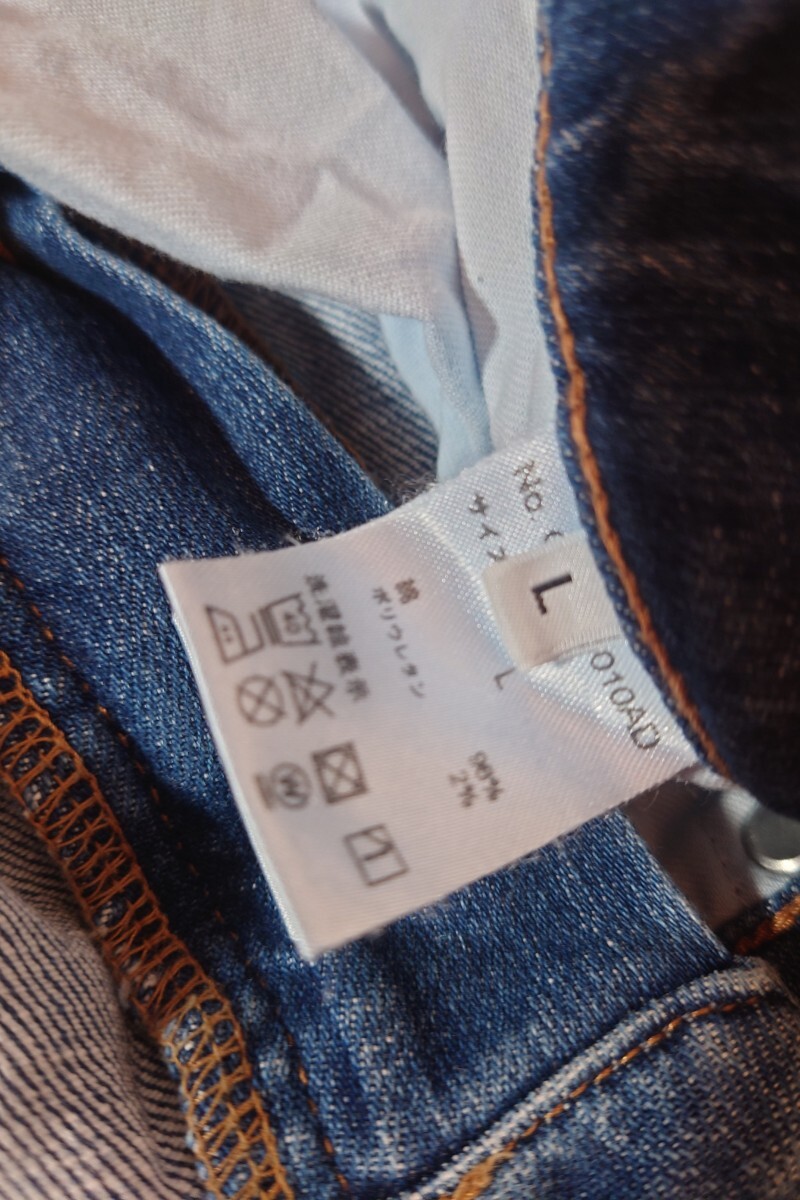 No.
010AD
サイズ
L
L
綿 98%
ポリウレタン 2%
洗濯絵表示
40
W